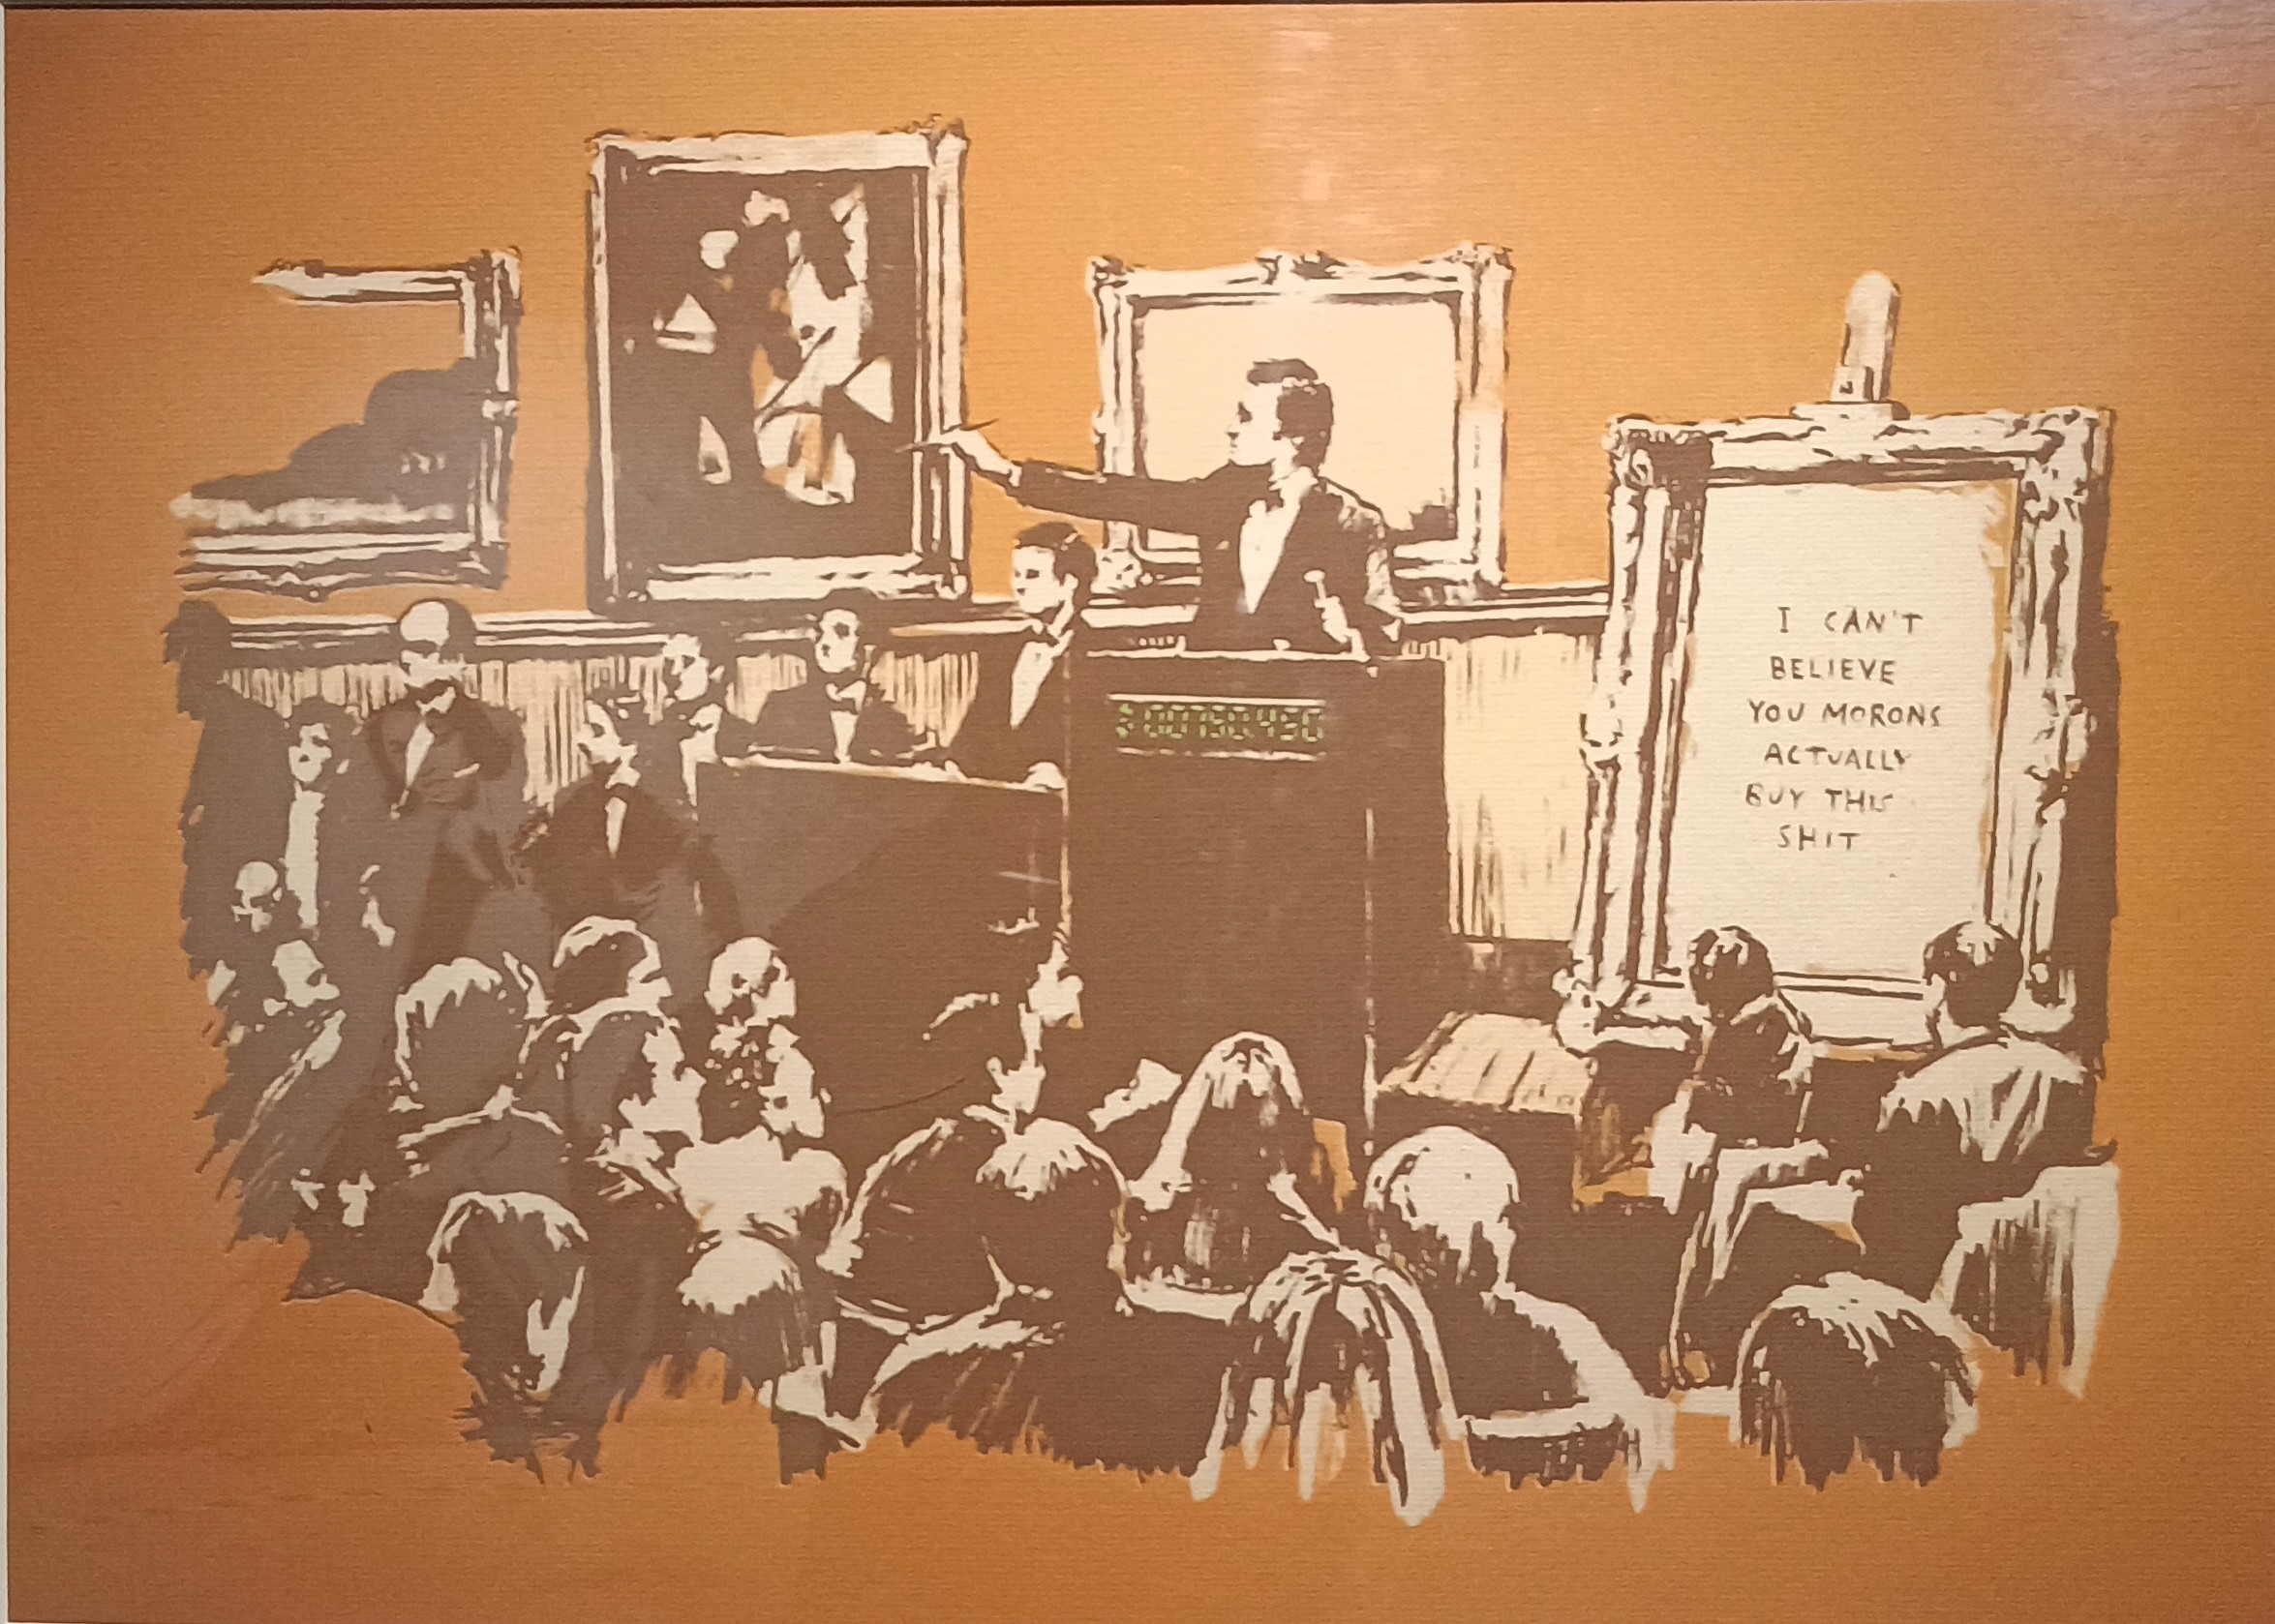 I CAN'T
BELIEVE
YOU MORONS
ACTUALLY
BUY THIS
SHIT